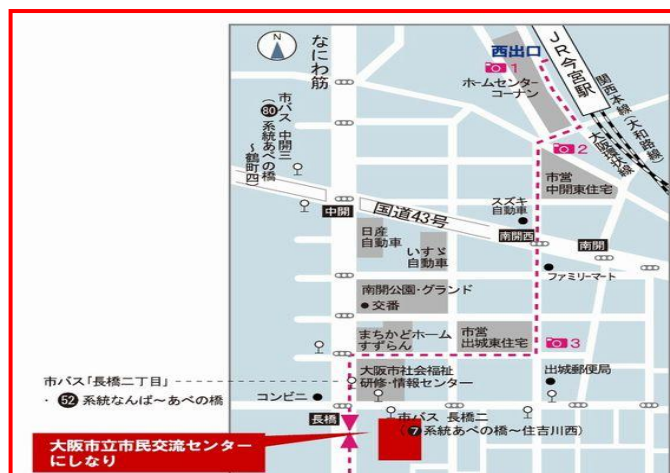 N
なにわ筋
西出口
JR今宮駅
1
ホームセンター
コーナン
関西本線(大和路線)
大阪環状線
2
市バス 中開三
(80 系統あべの橋
~鶴町四)
市営
中開東住宅
スズキ
自動車
中開
国道43号
南開西
南開
日産
自動車
いすゞ
自動車
ファミリーマート
南開公園・グランド
交番
まちかどホーム
すずらん
市営
出城東住宅
3
大阪市社会福祉
研修・情報センター
出城郵便局
市バス「長橋二丁目」
・ 52 系統なんば~あべの橋
コンビニ
長橋
市バス 長橋二
(7系統あべの橋~住吉川西)
大阪市立市民交流センター
にしなり